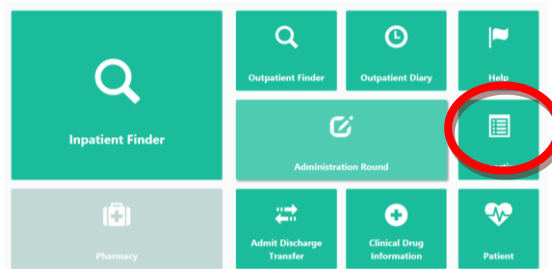 Outpatient Finder
Outpatient Diary
Help
Inpatient Finder
Administration Round
Pharmacy
Admit Discharge
Transfer
Clinical Drug
Information
Patient